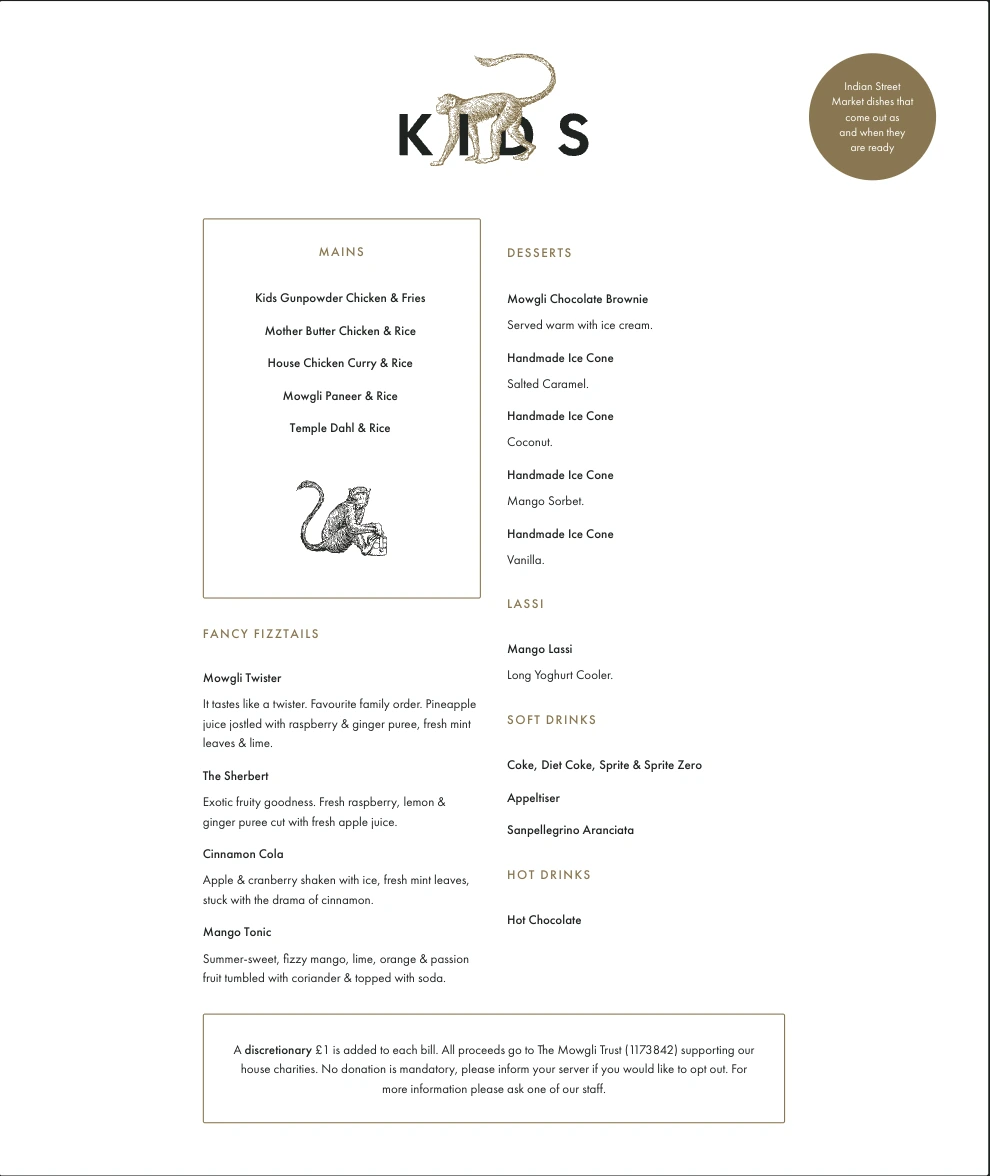 KIDS
Indian Street
Market dishes that
come out as
and when they
are ready
MAINS
Kids Gunpowder Chicken & Fries
Mother Butter Chicken & Rice
House Chicken Curry & Rice
Mowgli Paneer & Rice
Temple Dahl & Rice
FANCY FIZZTAILS
Mowgli Twister
It tastes like a twister. Favourite family order. Pineapple
juice jostled with raspberry & ginger puree, fresh mint
leaves & lime.
The Sherbert
Exotic fruity goodness. Fresh raspberry, lemon &
ginger puree cut with fresh apple juice.
Cinnamon Cola
Apple & cranberry shaken with ice, fresh mint leaves,
stuck with the drama of cinnamon.
Mango Tonic
Summer-sweet, fizzy mango, lime, orange & passion
fruit tumbled with coriander & topped with soda.
DESSERTS
Mowgli Chocolate Brownie
Served warm with ice cream.
Handmade Ice Cone
Salted Caramel.
Handmade Ice Cone
Coconut.
Handmade Ice Cone
Mango Sorbet.
Handmade Ice Cone
Vanilla.
LASSI
Mango Lassi
Long Yoghurt Cooler.
SOFT DRINKS
Coke, Diet Coke, Sprite & Sprite Zero
Appeltiser
Sanpellegrino Aranciata
HOT DRINKS
Hot Chocolate
A discretionary £1 is added to each bill. All proceeds go to The Mowgli Trust (1173842) supporting our
house charities. No donation is mandatory, please inform your server if you would like to opt out. For
more information please ask one of our staff.